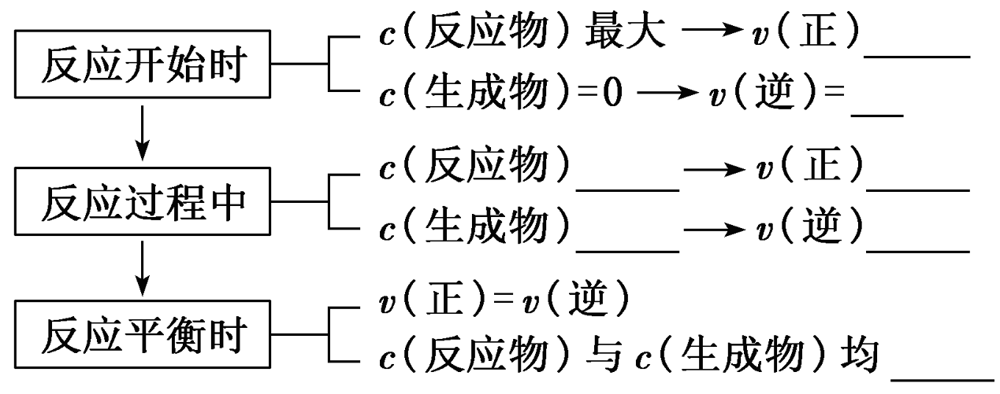 反应开始时
c(反应物)最大→v(正)______
c(生成物)=0→v(逆)=___
反应过程中
c(反应物)______→v(正)______
c(生成物)______→v(逆)______
反应平衡时
v(正)=v(逆)
c(反应物)与c(生成物)均______